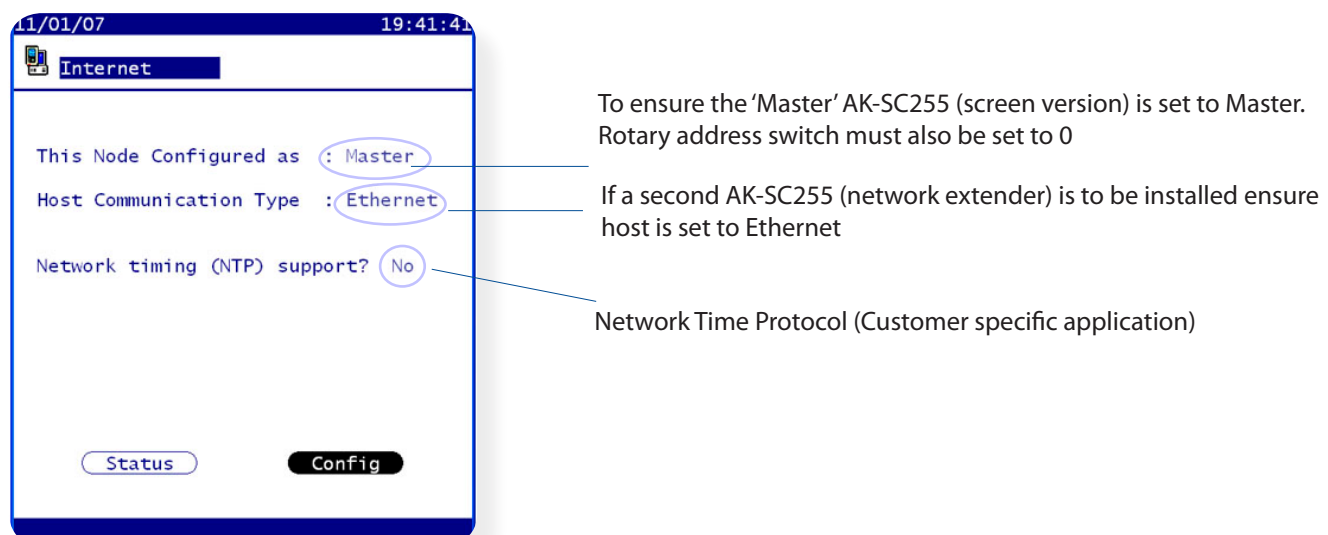 11/01/07 19:41:41
Internet
This Node Configured as : Master
Host Communication Type : Ethernet
Network timing (NTP) support? No
Status Config
To ensure the ‘Master’ AK-SC255 (screen version) is set to Master.
Rotary address switch must also be set to 0
If a second AK-SC255 (network extender) is to be installed ensure
host is set to Ethernet
Network Time Protocol (Customer specific application)